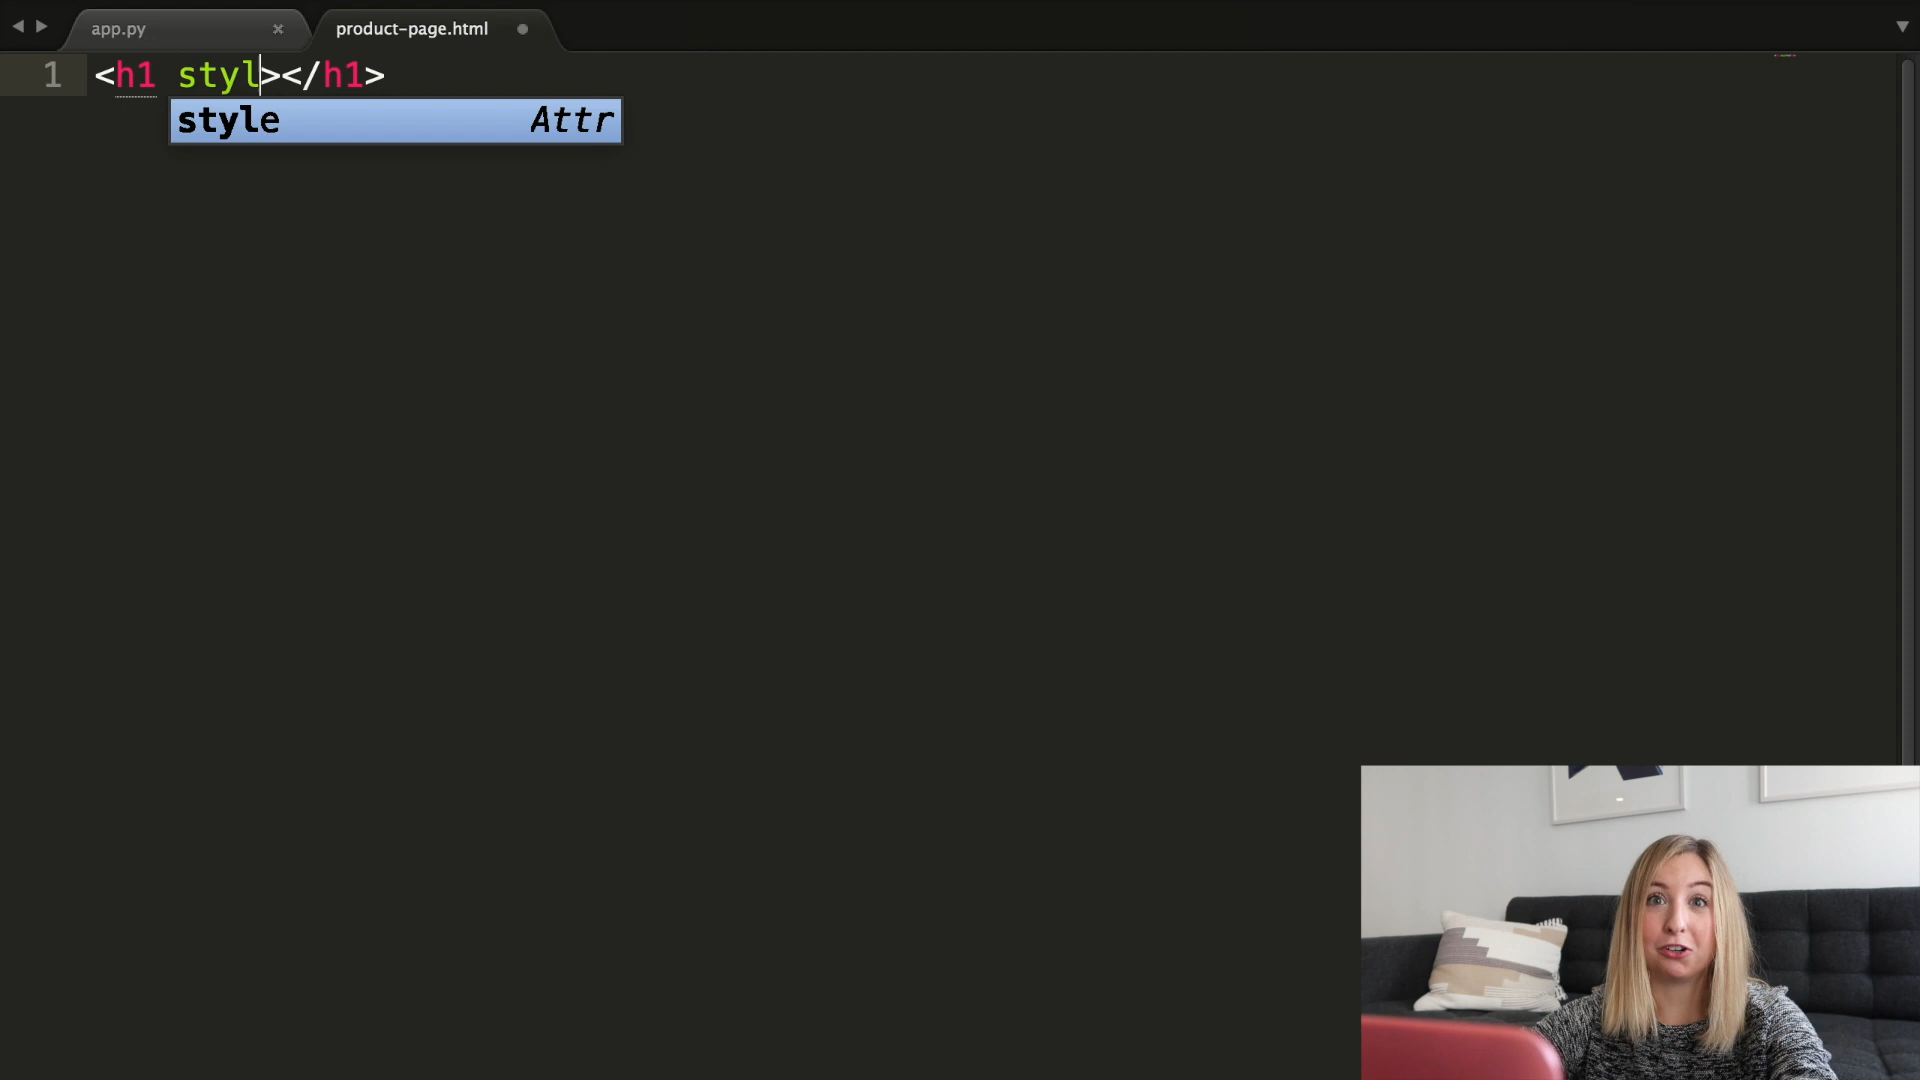 app.py × product-page.html
1 <h1 styl></h1>
style Attr